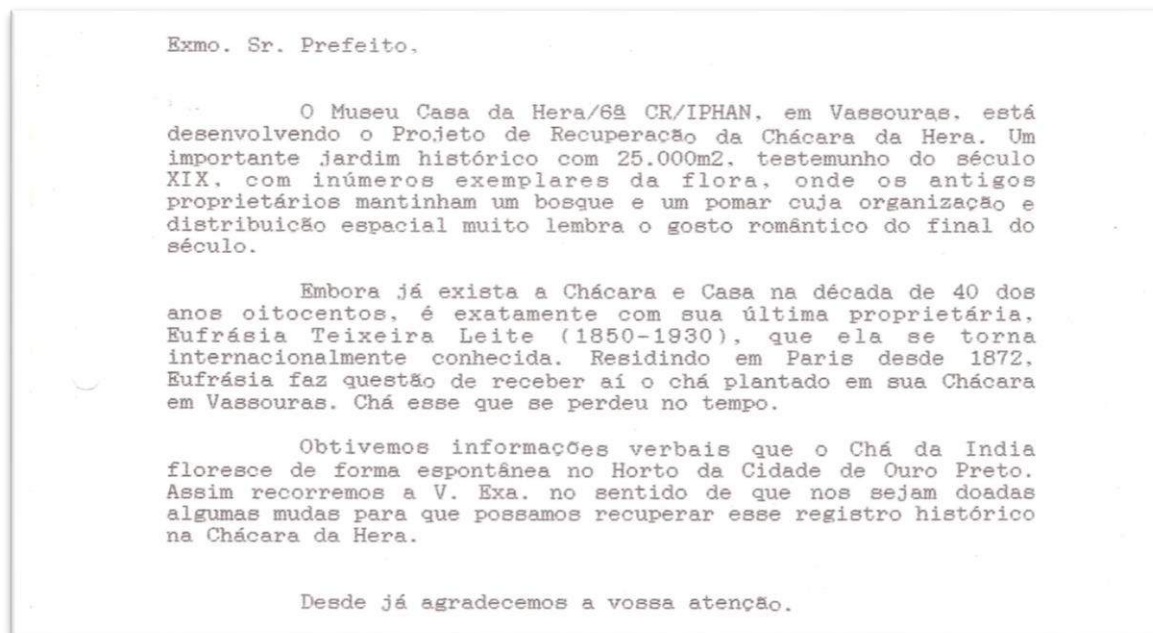 Exmo. Sr. Prefeito,
O Museu Casa da Hera/6ª CR/IPHAN, em Vassouras, está
desenvolvendo o Projeto de Recuperação da Chácara da Hera. Um
importante jardim histórico com 25.000m2, testemunho do século
XIX, com inúmeros exemplares da flora, onde os antigos
proprietários mantinham um bosque e um pomar cuja organização e
distribuicão espacial muito lembra o gosto romântico do final do
século.
Embora já exista a Chácara e Casa na década de 40 dos
anos oitocentos, é exatamente com sua última proprietária,
Eufrásia Teixeira Leite (1850-1930), que ela se torna
internacionalmente conhecida. Residindo em Paris desde 1872,
Eufrásia faz questão de receber aí o chá plantado em sua Chácara
em Vassouras. Chá esse que se perdeu no tempo.
Obtivemos informações verbais que o Chá da India
floresce de forma espontânea no Horto da Cidade de Ouro Preto.
Assim recorremos a V. Exa. no sentido de que nos sejam doadas
algumas mudas para que possamos recuperar esse registro histórico
na Chácara da Hera.
Desde já agradecemos a vossa atenção.